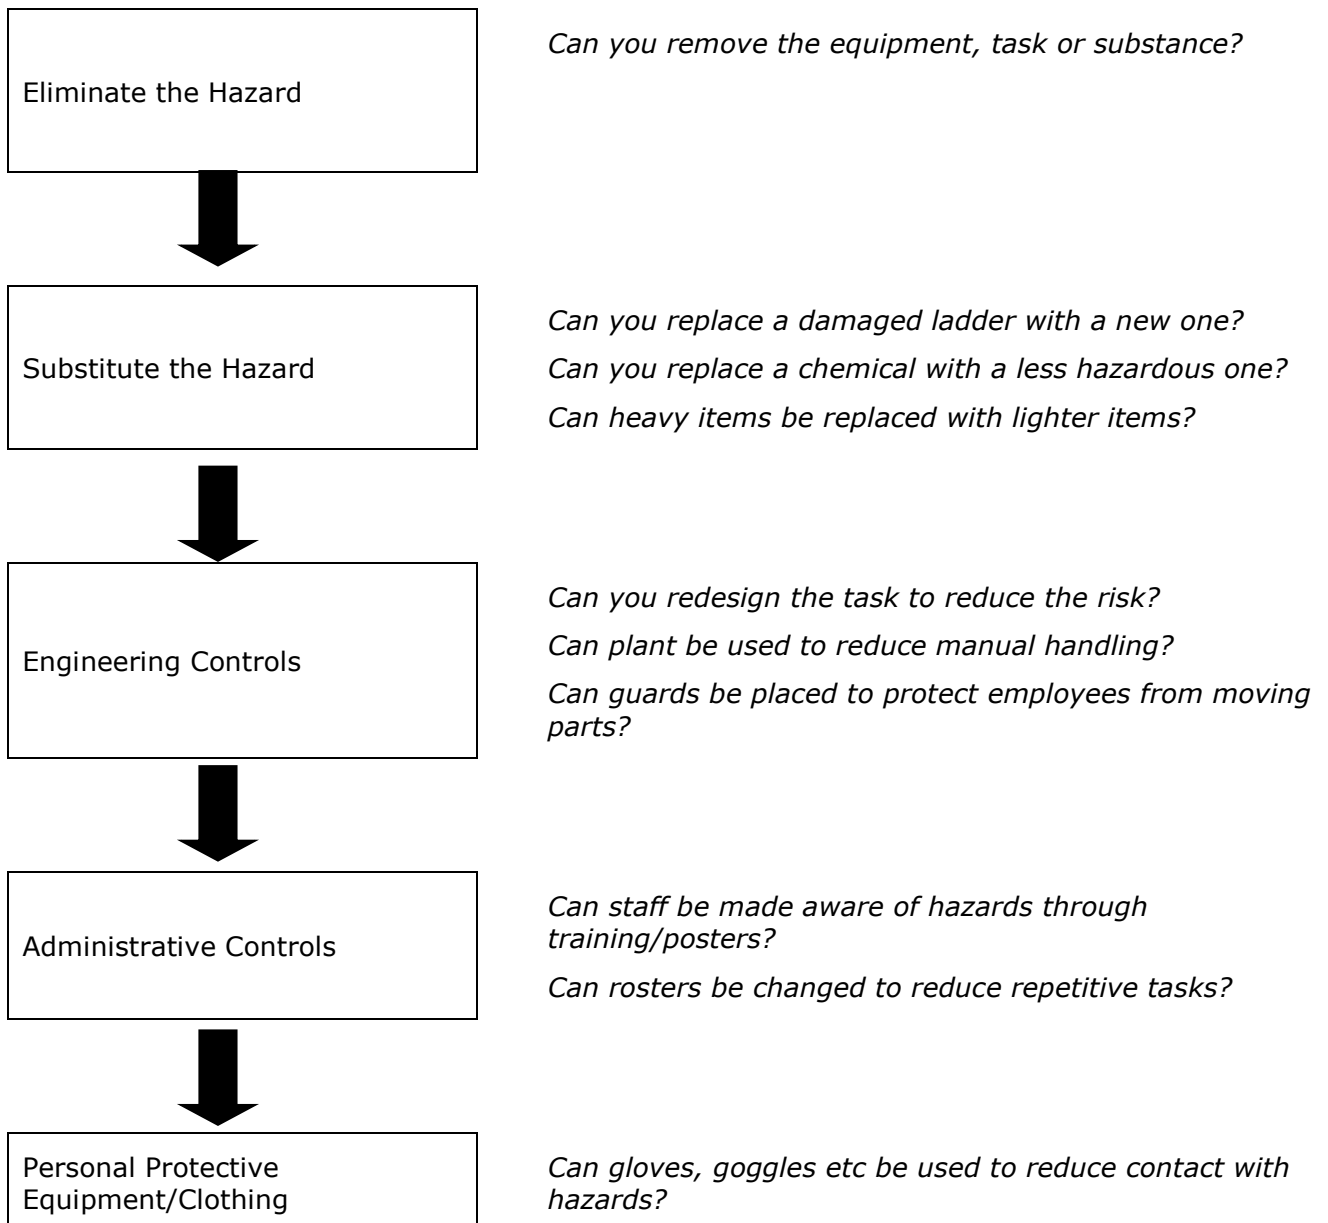 Eliminate the Hazard
Can you remove the equipment, task or substance?
Substitute the Hazard
Can you replace a damaged ladder with a new one?
Can you replace a chemical with a less hazardous one?
Can heavy items be replaced with lighter items?
Engineering Controls
Can you redesign the task to reduce the risk?
Can plant be used to reduce manual handling?
Can guards be placed to protect employees from moving
parts?
Administrative Controls
Can staff be made aware of hazards through
training/posters?
Can rosters be changed to reduce repetitive tasks?
Personal Protective
Equipment/Clothing
Can gloves, goggles etc be used to reduce contact with
hazards?